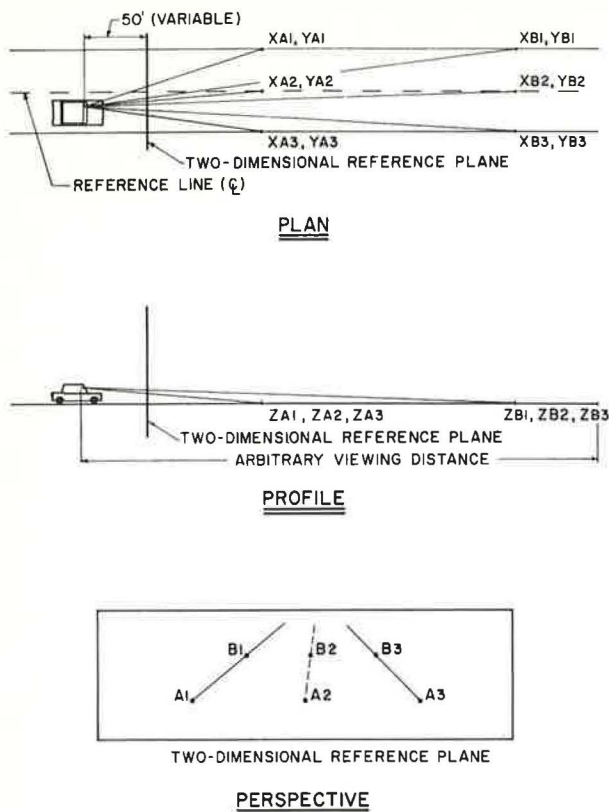 50' (VARIABLE)
XA1, YA1
XB1, YB1
XA2, YA2
XB2, YB2
XA3, YA3
XB3, YB3
TWO-DIMENSIONAL REFERENCE PLANE
REFERENCE LINE (℄)
PLAN
ZA1, ZA2, ZA3
ZB1, ZB2, ZB3
TWO-DIMENSIONAL REFERENCE PLANE
ARBITRARY VIEWING DISTANCE
PROFILE
B1
B2
B3
A1
A2
A3
TWO-DIMENSIONAL REFERENCE PLANE
PERSPECTIVE